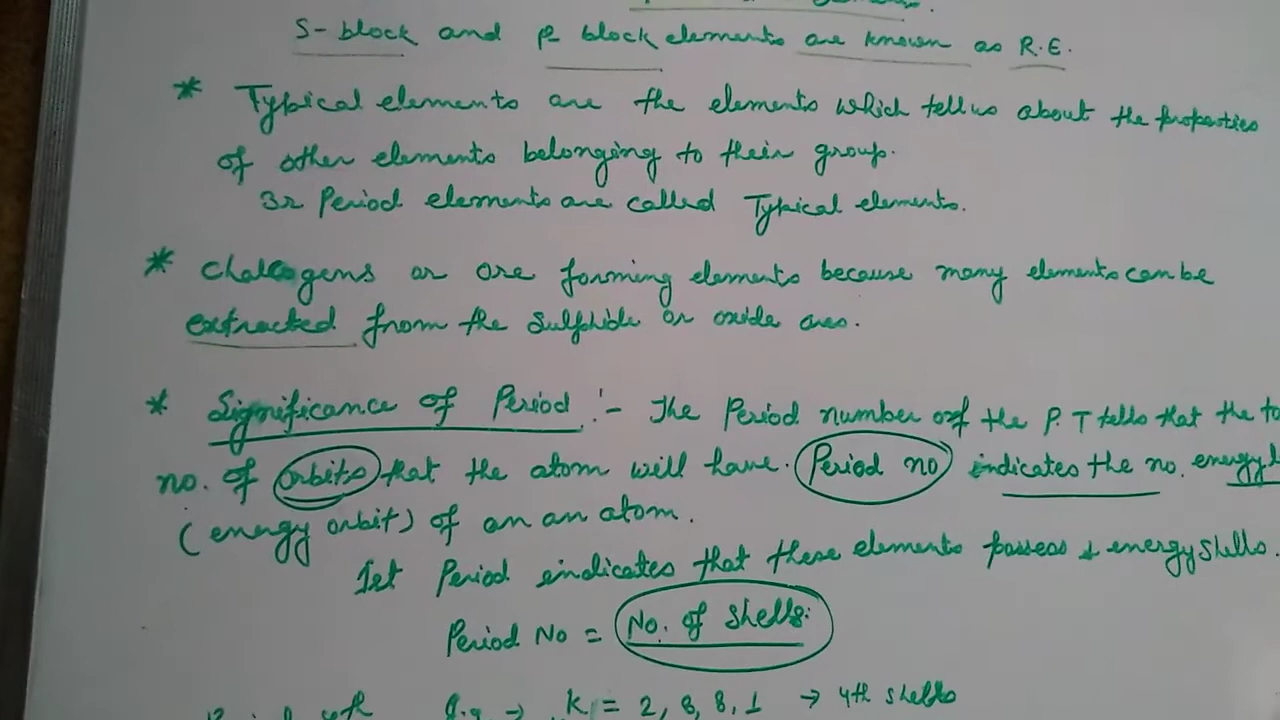 S-block and p block elements are known as R.E.
* Typical elements are the elements which tell us about the properties
of other elements belonging to their group.
3r Period elements are called Typical elements.
* Chalcogens or ore forming elements because many elements can be
extracted from the sulphide or oxide ores.
* Significance of Period :- The Period number of the P.T tells that the to
no. of orbits that the atom will have. Period no indicates the no. energy l
(energy orbit) of an an atom.
1st Period indicates that these elements posses 1 energy shells.
Period No = No. of shells.
K = 2, 8, 8, 1 → 4th shells